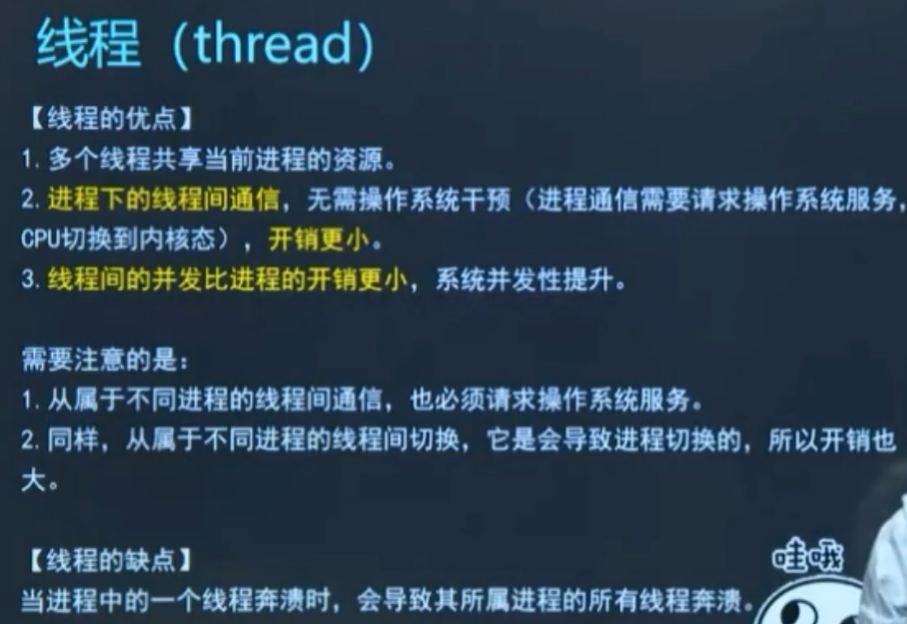 线程（thread）
【线程的优点】
1. 多个线程共享当前进程的资源。
2. 进程下的线程间通信，无需操作系统干预（进程通信需要请求操作系统服务，
CPU切换到内核态），开销更小。
3. 线程间的并发比进程的开销更小，系统并发性提升。
需要注意的是：
1. 从属于不同进程的线程间通信，也必须请求操作系统服务。
2. 同样，从属于不同进程的线程间切换，它是会导致进程切换的，所以开销也
大。
【线程的缺点】
哇哦
当进程中的一个线程奔溃时，会导致其所属进程的所有线程奔溃。